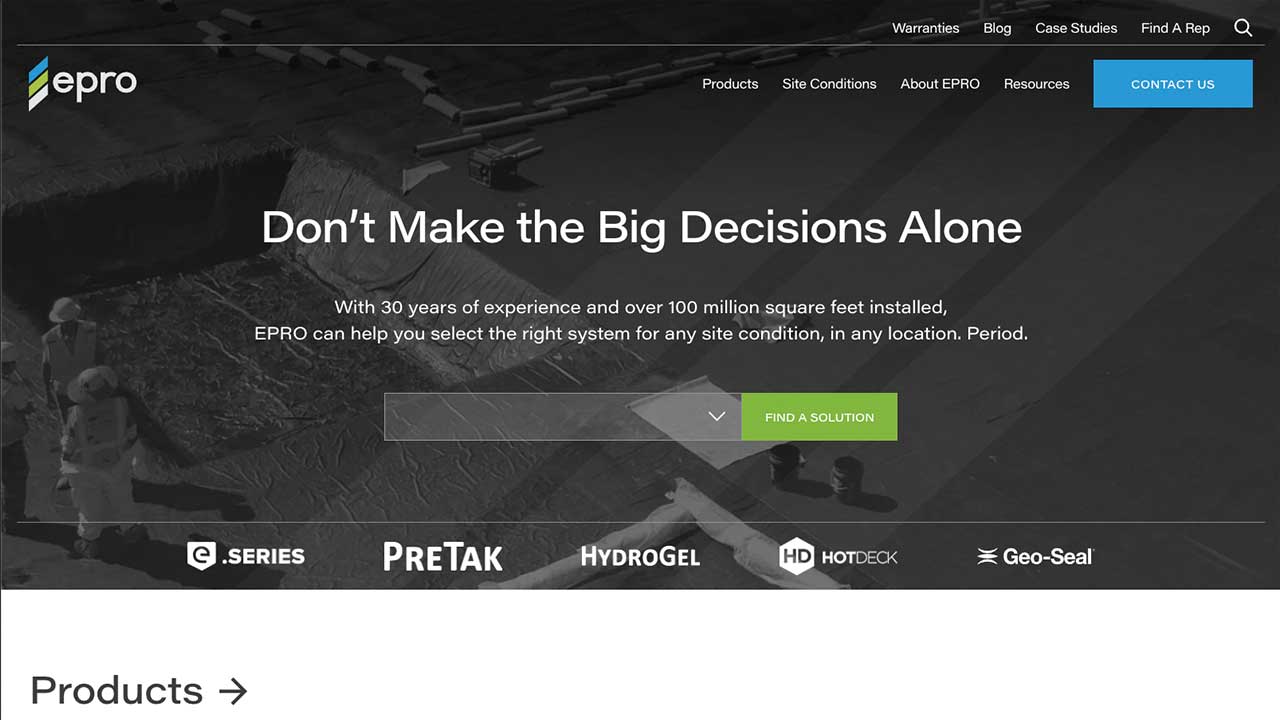 Warranties Blog Case Studies Find A Rep
epro
Products Site Conditions About EPRO Resources CONTACT US
Don’t Make the Big Decisions Alone
With 30 years of experience and over 100 million square feet installed,
EPRO can help you select the right system for any site condition, in any location. Period.
FIND A SOLUTION
e .SERIES PRETAK HYDROGEL HD HOTDECK Geo-Seal
Products →